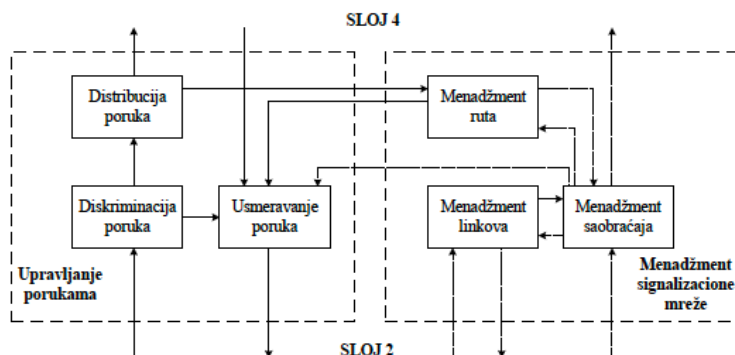 SLOJ 4
Distribucija
poruka
Menadžment
ruta
Diskriminacija
poruka
Usmeravanje
poruka
Menadžment
linkova
Menadžment
saobraćaja
Upravljanje
porukama
Menadžment
signalizacione
mreže
SLOJ 2